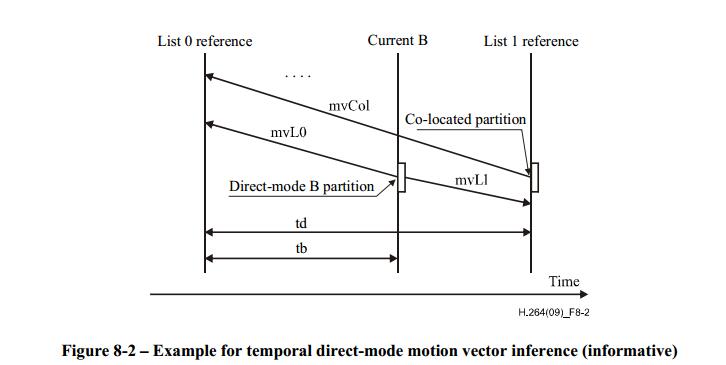 List 0 reference
Current B
List 1 reference
. . . .
mvCol
Co-located partition
mvL0
Direct-mode B partition
mvL1
td
tb
Time
H.264(09)_F8-2
Figure 8-2 – Example for temporal direct-mode motion vector inference (informative)